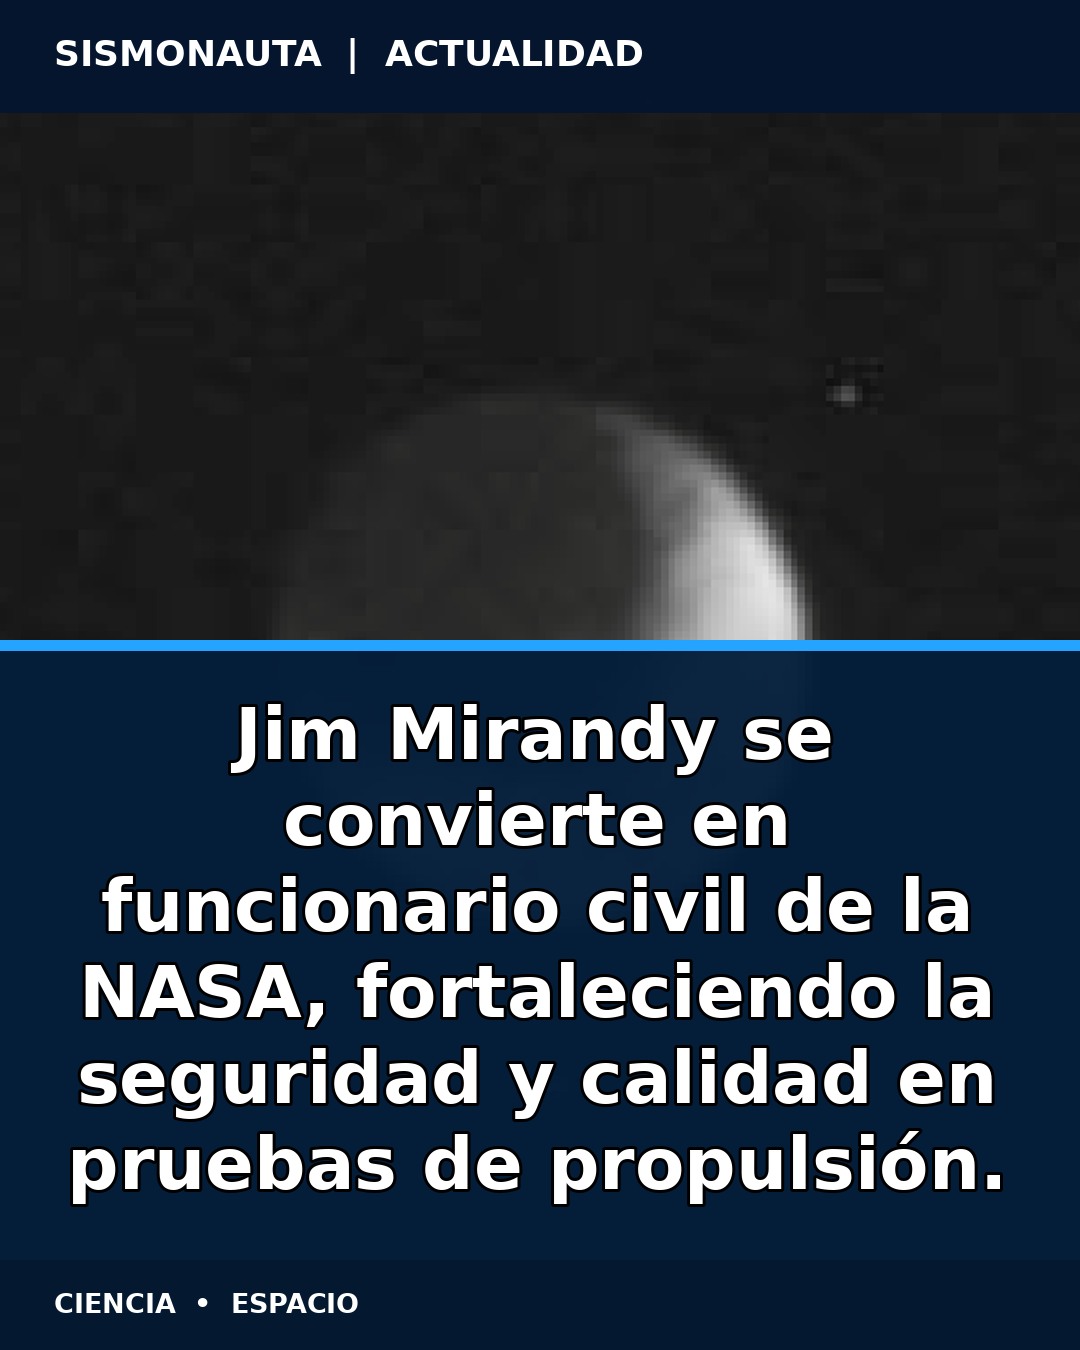 SISMONAUTA | ACTUALIDAD
Jim Mirandy se
convierte en
funcionario civil de la
NASA, fortaleciendo la
seguridad y calidad en
pruebas de propulsión.
CIENCIA • ESPACIO